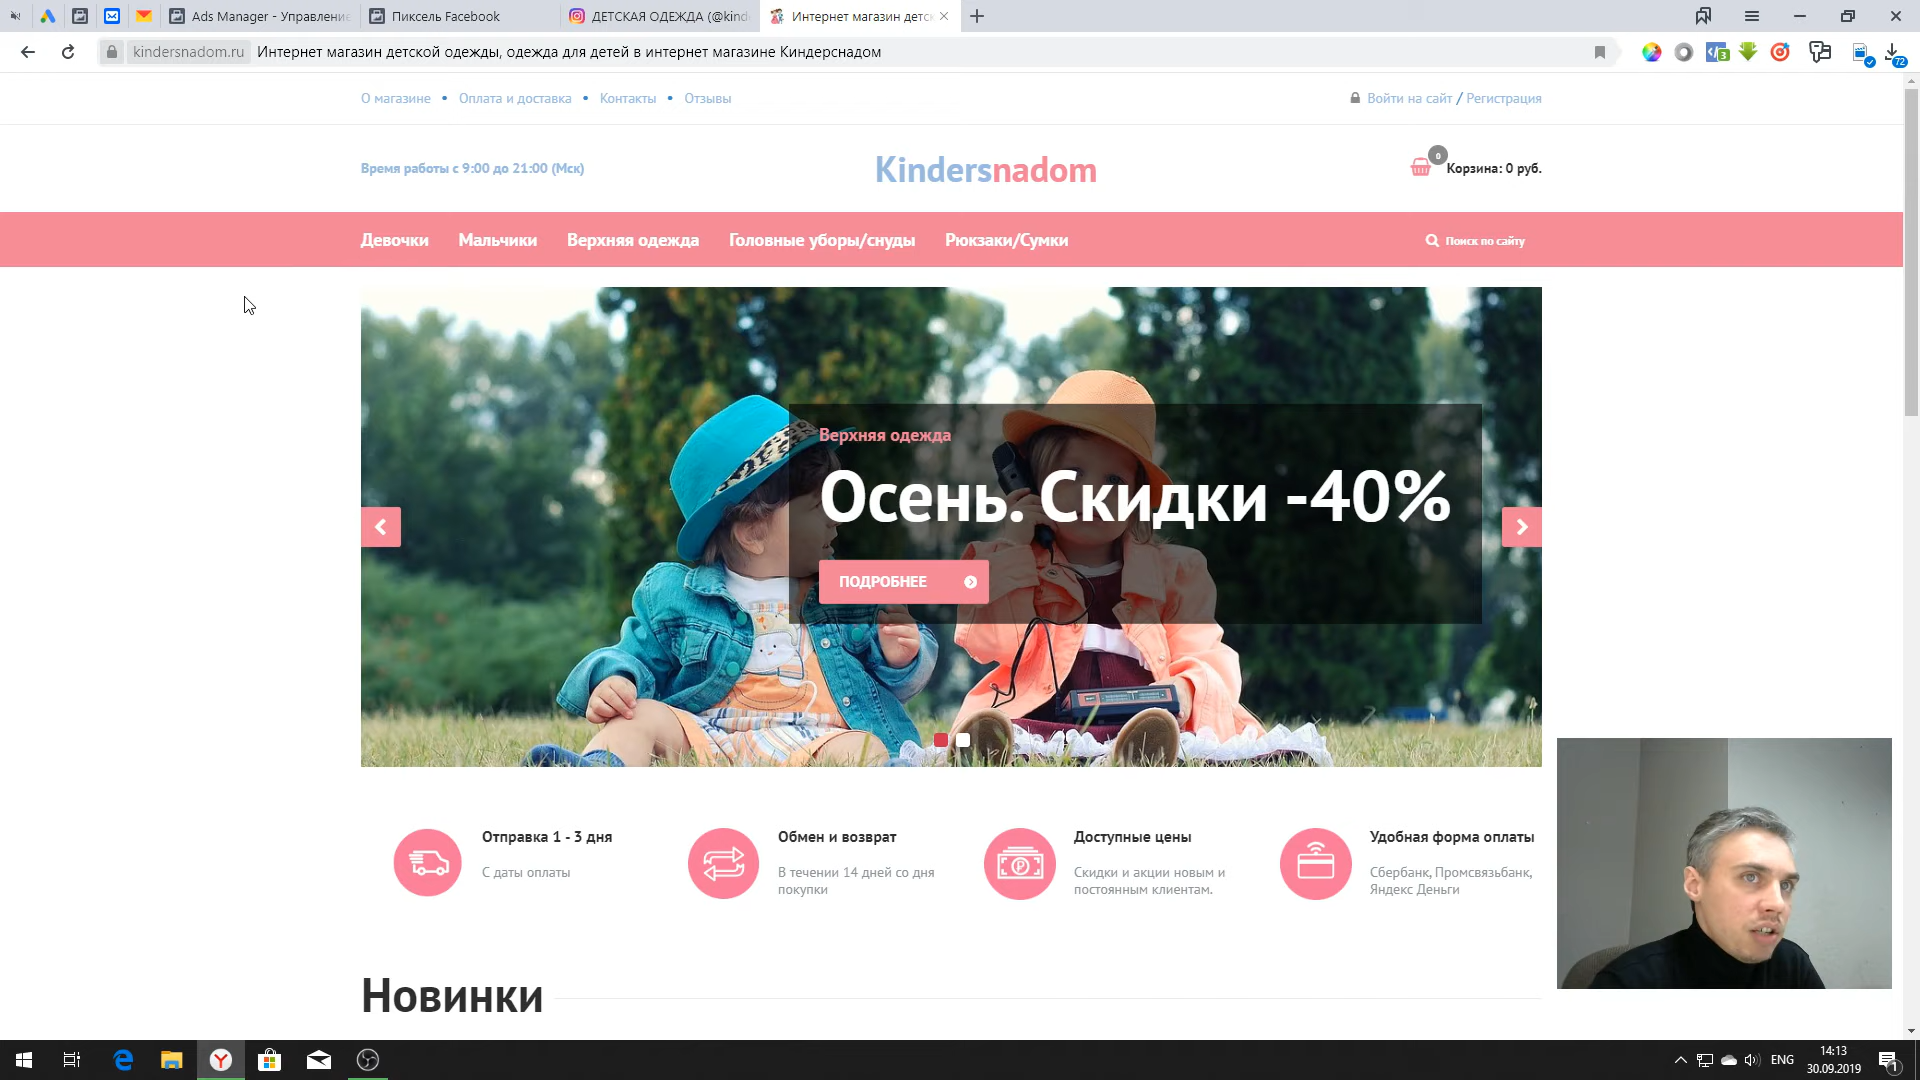 Ads Manager - Управление
Пиксель Facebook
ДЕТСКАЯ ОДЕЖДА (@kind
Интернет магазин детс
kindersnadom.ru
Интернет магазин детской одежды, одежда для детей в интернет магазине Киндерснадом
3
72
О магазине • Оплата и доставка • Контакты • Отзывы
Войти на сайт / Регистрация
Время работы с 9:00 до 21:00 (Мск)
Kindersnadom
0
Корзина: 0 руб.
Девочки Мальчики Верхняя одежда Головные уборы/снуды Рюкзаки/Сумки
Поиск по сайту
Верхняя одежда
Осень. Скидки -40%
ПОДРОБНЕЕ
Отправка 1 - 3 дня
С даты оплаты
Обмен и возврат
В течении 14 дней со дня
покупки
Доступные цены
Скидки и акции новым и
постоянным клиентам.
Удобная форма оплаты
Сбербанк, Промсвязьбанк,
Яндекс Деньги
Новинки
ENG
14:13
30.09.2019
1